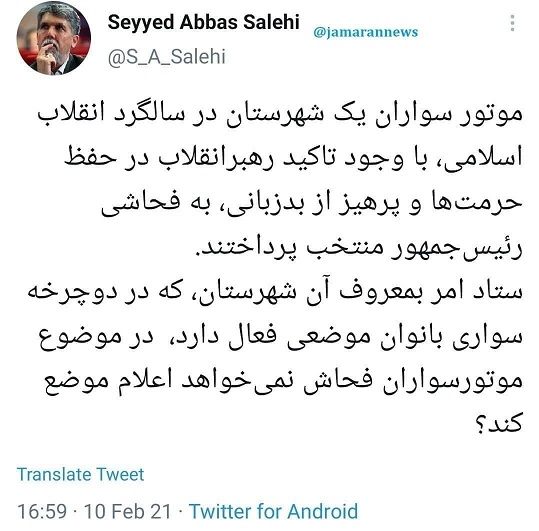 Seyyed Abbas Salehi @jamarannews
@S_A_Salehi
موتور سواران یک شهرستان در سالگرد انقلاب
اسلامی، با وجود تاکید رهبرانقلاب در حفظ
حرمت‌ها و پرهیز از بدزبانی، به فحاشی
رئیس‌جمهور منتخب پرداختند.
ستاد امر بمعروف آن شهرستان، که در دوچرخه
سواری بانوان موضعی فعال دارد، در موضوع
موتورسواران فحاش نمی‌خواهد اعلام موضع
کند؟
Translate Tweet
16:59 · 10 Feb 21 · Twitter for Android